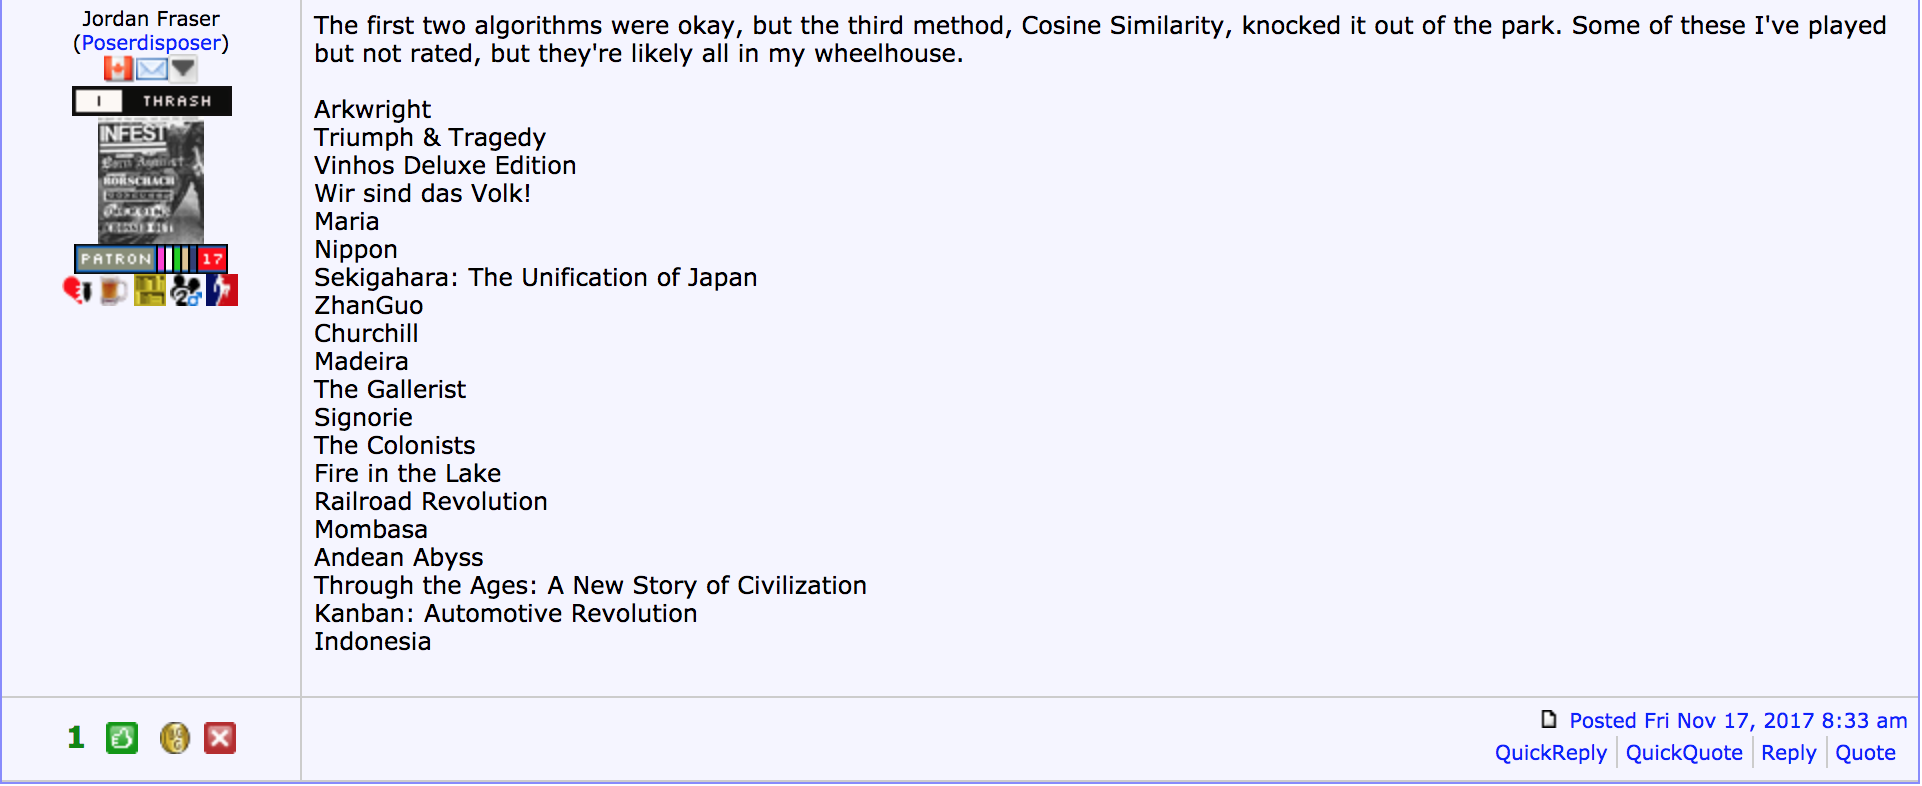 Jordan Fraser
(Poserdisposer)
I THRASH
INFEST
Born Against
RORSCHACH
PATRON 17
2
The first two algorithms were okay, but the third method, Cosine Similarity, knocked it out of the park. Some of these I've played
but not rated, but they're likely all in my wheelhouse.
Arkwright
Triumph & Tragedy
Vinhos Deluxe Edition
Wir sind das Volk!
Maria
Nippon
Sekigahara: The Unification of Japan
ZhanGuo
Churchill
Madeira
The Gallerist
Signorie
The Colonists
Fire in the Lake
Railroad Revolution
Mombasa
Andean Abyss
Through the Ages: A New Story of Civilization
Kanban: Automotive Revolution
Indonesia
1
Posted Fri Nov 17, 2017 8:33 am
QuickReply QuickQuote Reply Quote